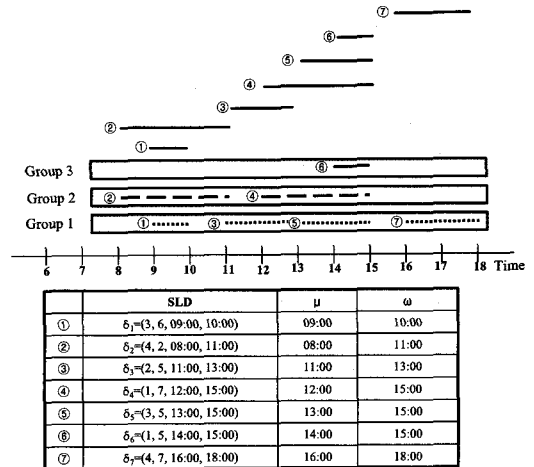 ⑦
⑥
⑤
④
③
②
①
Group 3 ⑥
Group 2 ② ④
Group 1 ① ③ ⑤ ⑦
6 7 8 9 10 11 12 13 14 15 16 17 18 Time
SLD μ ω
① δ₁=(3, 6, 09:00, 10:00) 09:00 10:00
② δ₂=(4, 2, 08:00, 11:00) 08:00 11:00
③ δ₃=(2, 5, 11:00, 13:00) 11:00 13:00
④ δ₄=(1, 7, 12:00, 15:00) 12:00 15:00
⑤ δ₅=(3, 5, 13:00, 15:00) 13:00 15:00
⑥ δ₆=(1, 5, 14:00, 15:00) 14:00 15:00
⑦ δ₇=(4, 7, 16:00, 18:00) 16:00 18:00